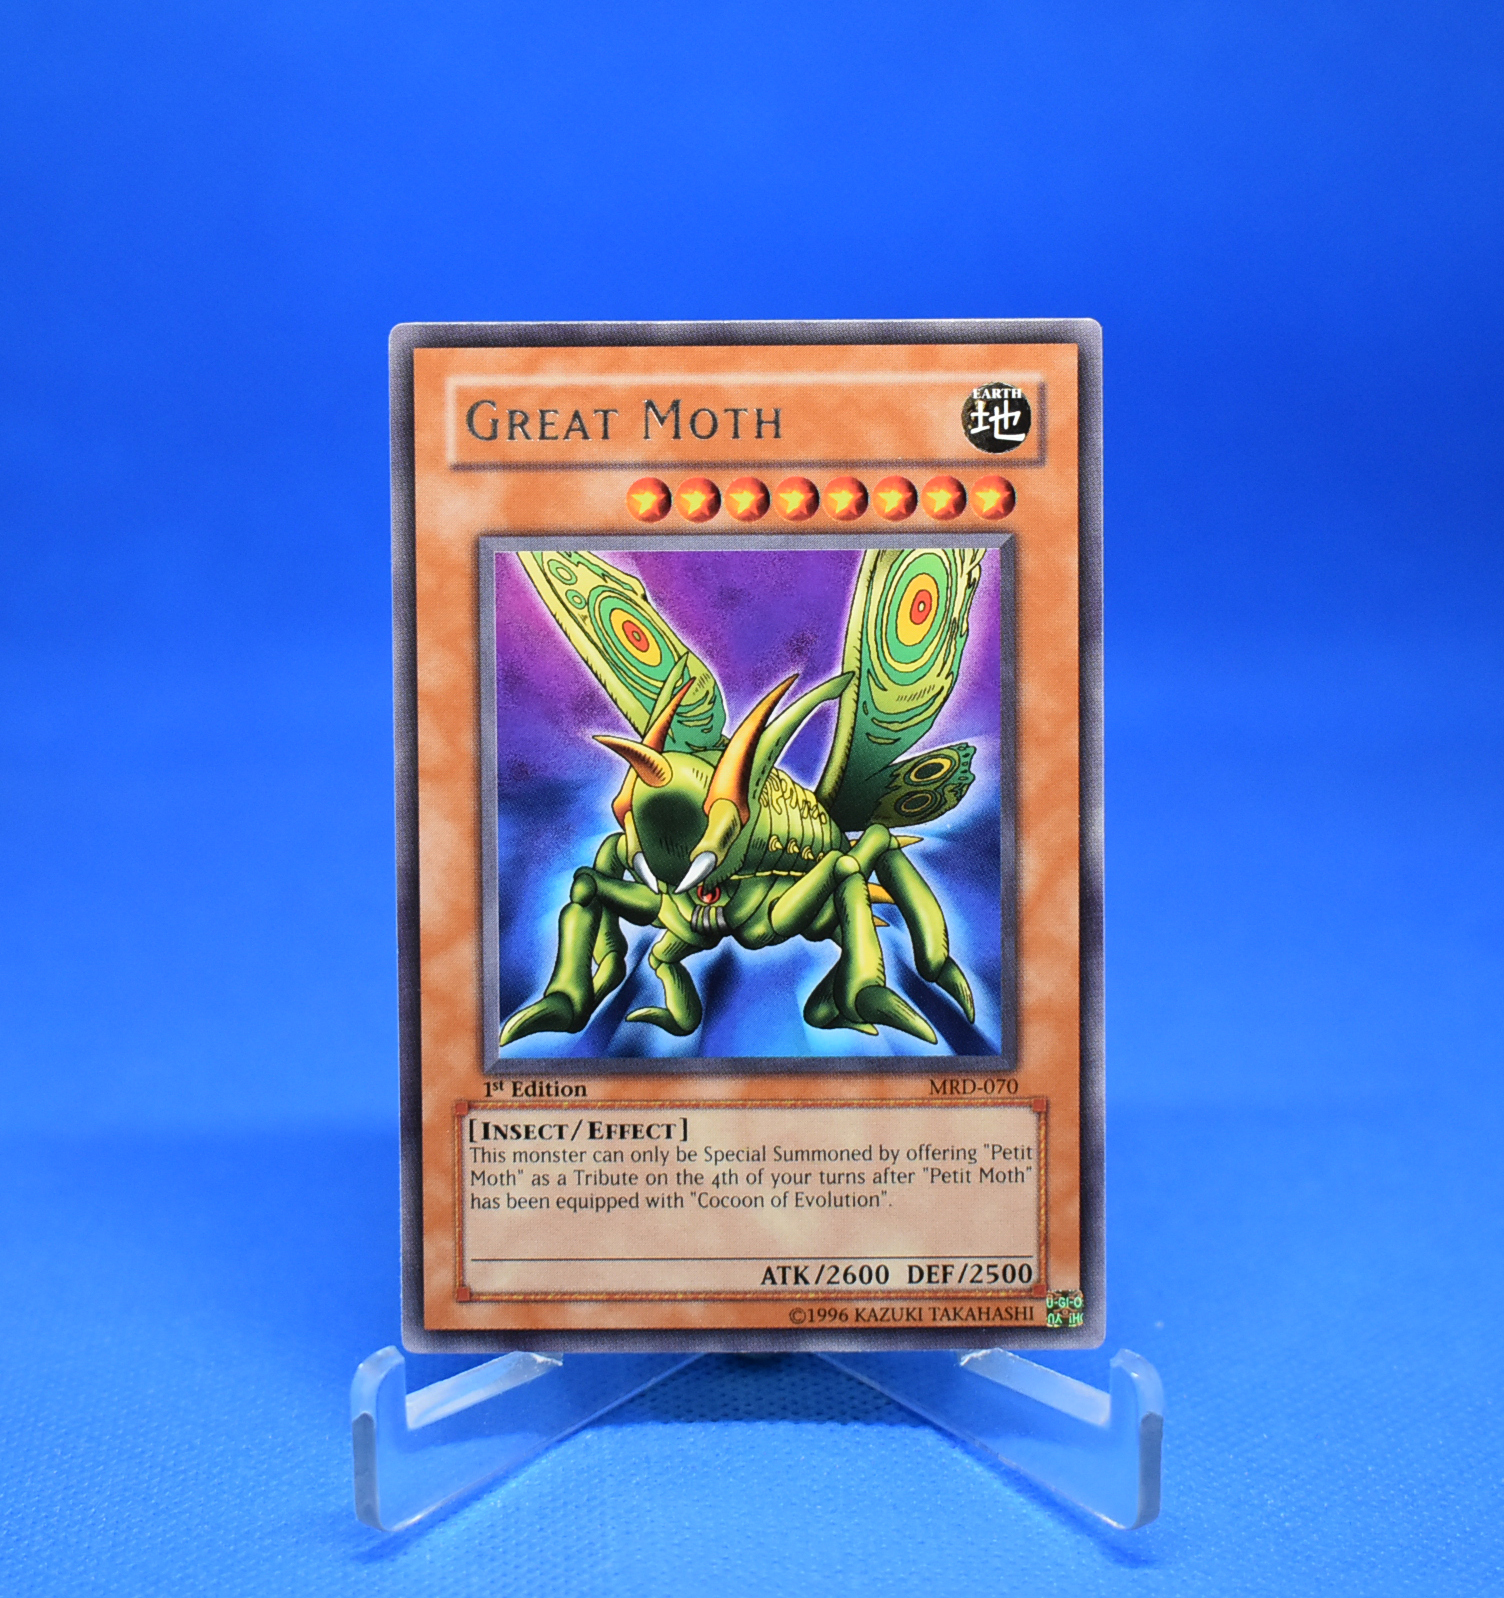 GREAT MOTH
EARTH
地
1st Edition
MRD-070
[INSECT/EFFECT]
This monster can only be Special Summoned by offering "Petit
Moth" as a Tribute on the 4th of your turns after "Petit Moth"
has been equipped with "Cocoon of Evolution".
ATK/2600 DEF/2500
©1996 KAZUKI TAKAHASHI